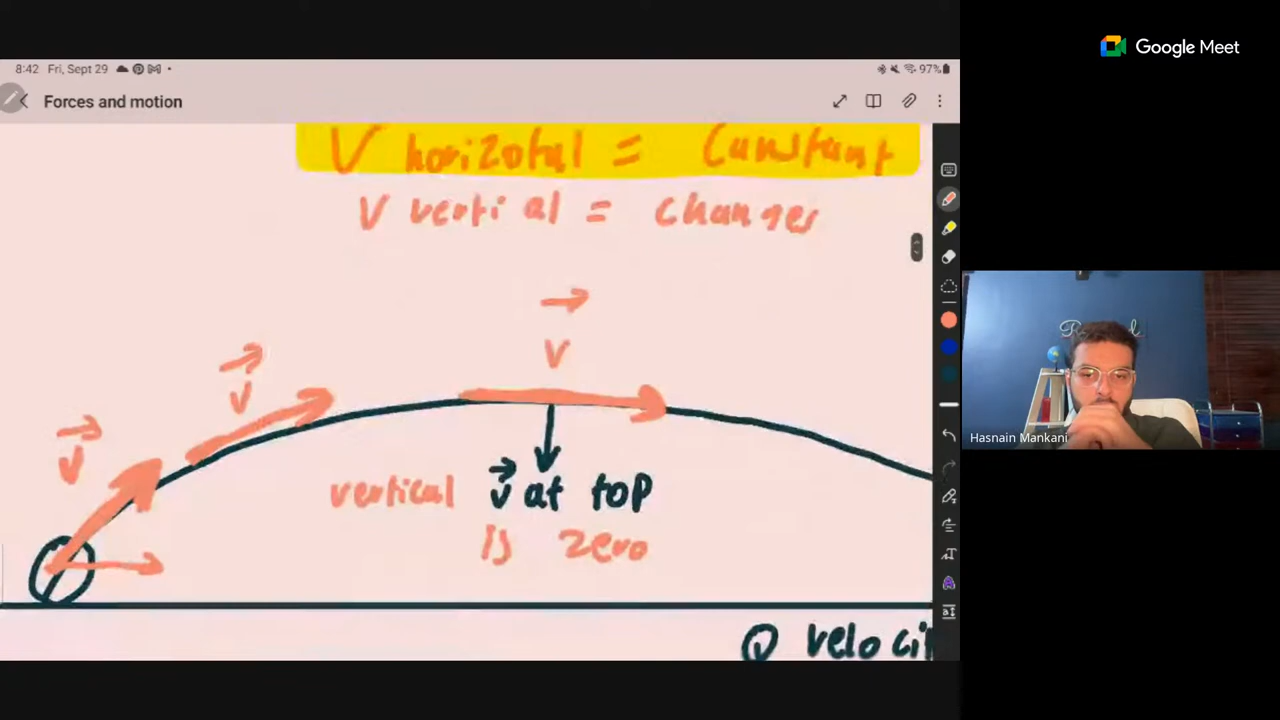 Google Meet
8:42 Fri, Sept 29
97%
Forces and motion
V horizotal = Constant
V vertical = changes
V
V
V
vertical V at top
is zero
Hasnain Mankani
Q veloci